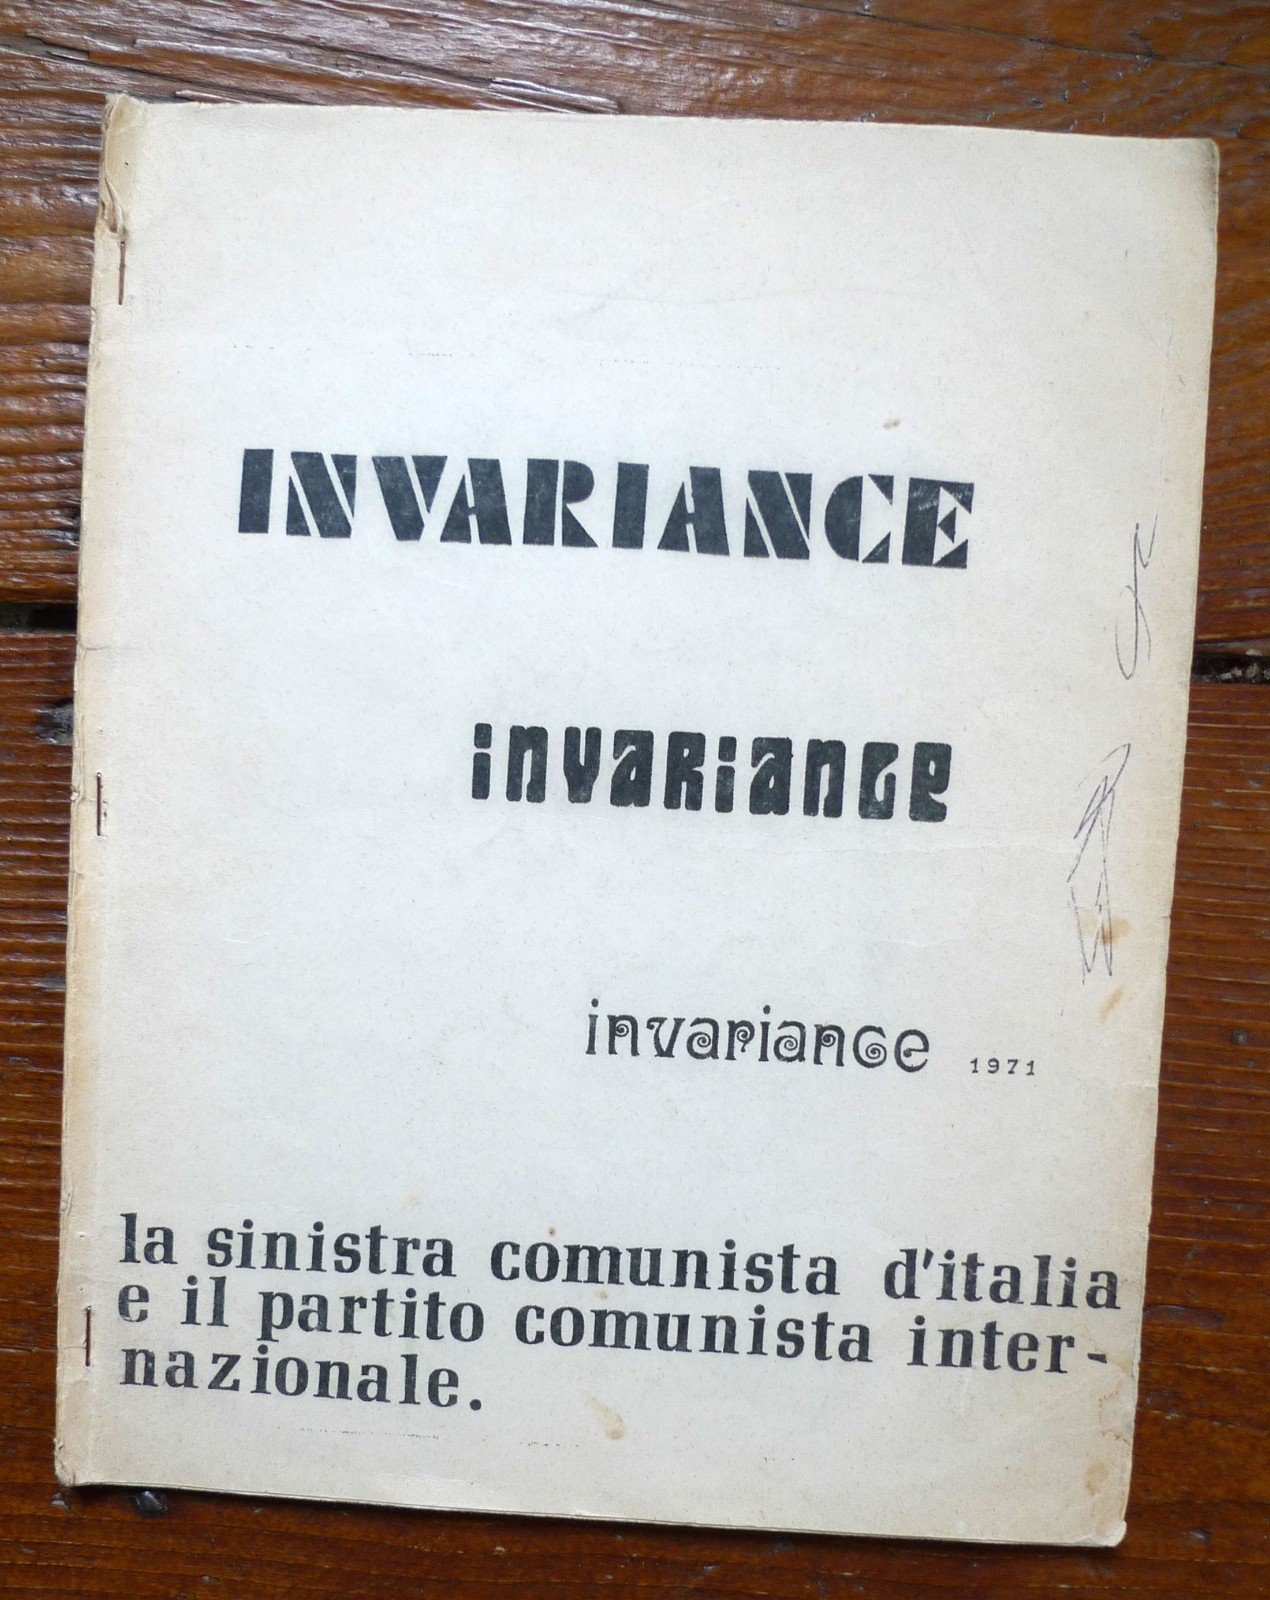 INVARIANCE
invariance
invariance 1971
la sinistra comunista d'italia
e il partito comunista inter-
nazionale.